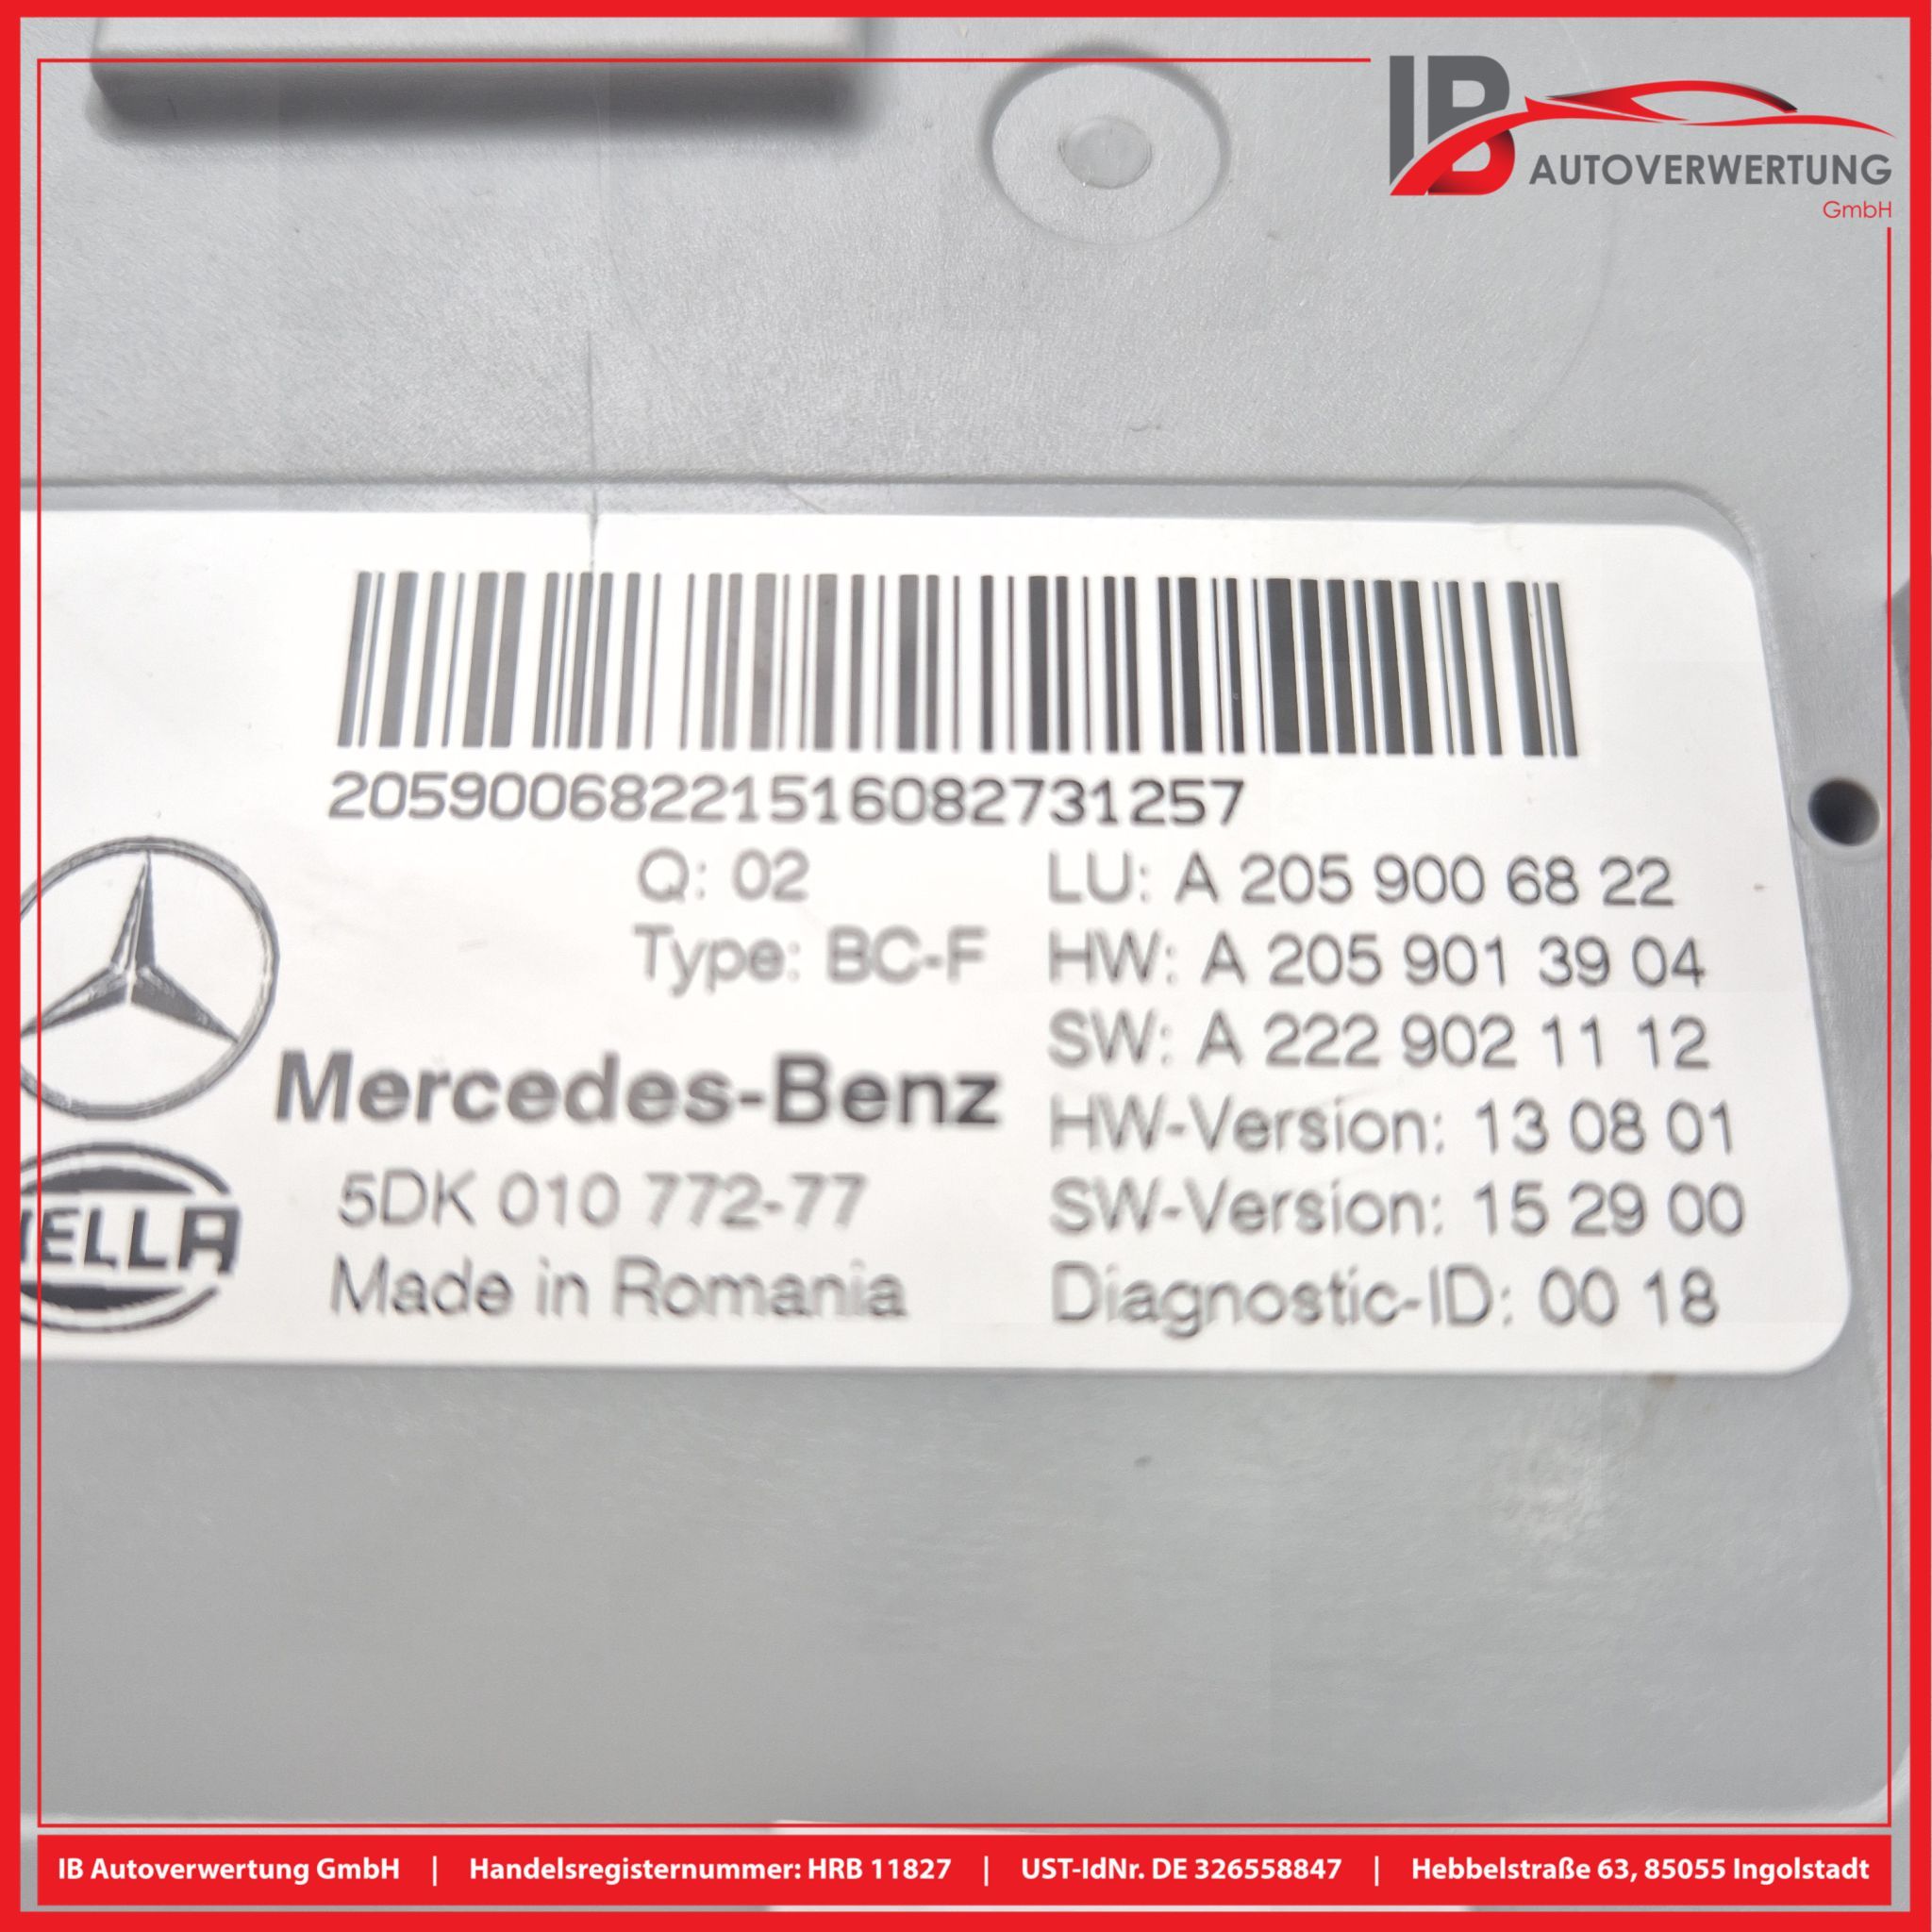 IB
AUTOVERWERTUNG
GmbH
20590068221516082731257
Q: 02
LU: A 205 900 68 22
Type: BC-F
HW: A 205 901 39 04
SW: A 222 902 11 12
Mercedes-Benz
HW-Version: 13 08 01
5DK 010 772-77
SW-Version: 15 29 00
HELLA
Made in Romania
Diagnostic-ID: 00 18
IB Autoverwertung GmbH | Handelsregisternummer: HRB 11827 | UST-IdNr. DE 326558847 | Hebbelstraße 63, 85055 Ingolstadt